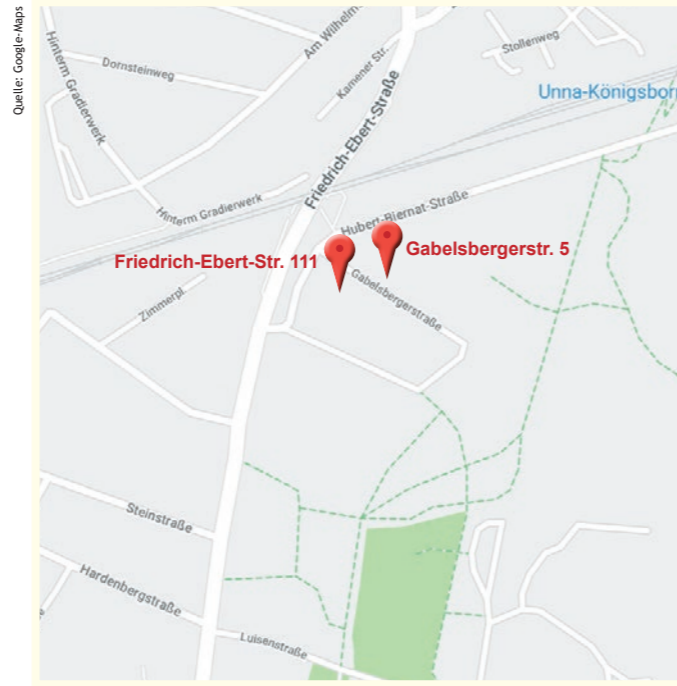 Quelle: Google-Maps
Am Wilhelm
Stollenweg
Hinterm Gradierwerk
Dornsteinweg
Kamener Str.
Unna-Königsborn
Friedrich-Ebert-Straße
Hinterm Gradierwerk
Hubert-Biernat-Straße
Friedrich-Ebert-Str. 111
Gabelsbergerstr. 5
Gabelsbergerstraße
Zimmerpl.
Steinstraße
Hardenbergstraße
Luisenstraße